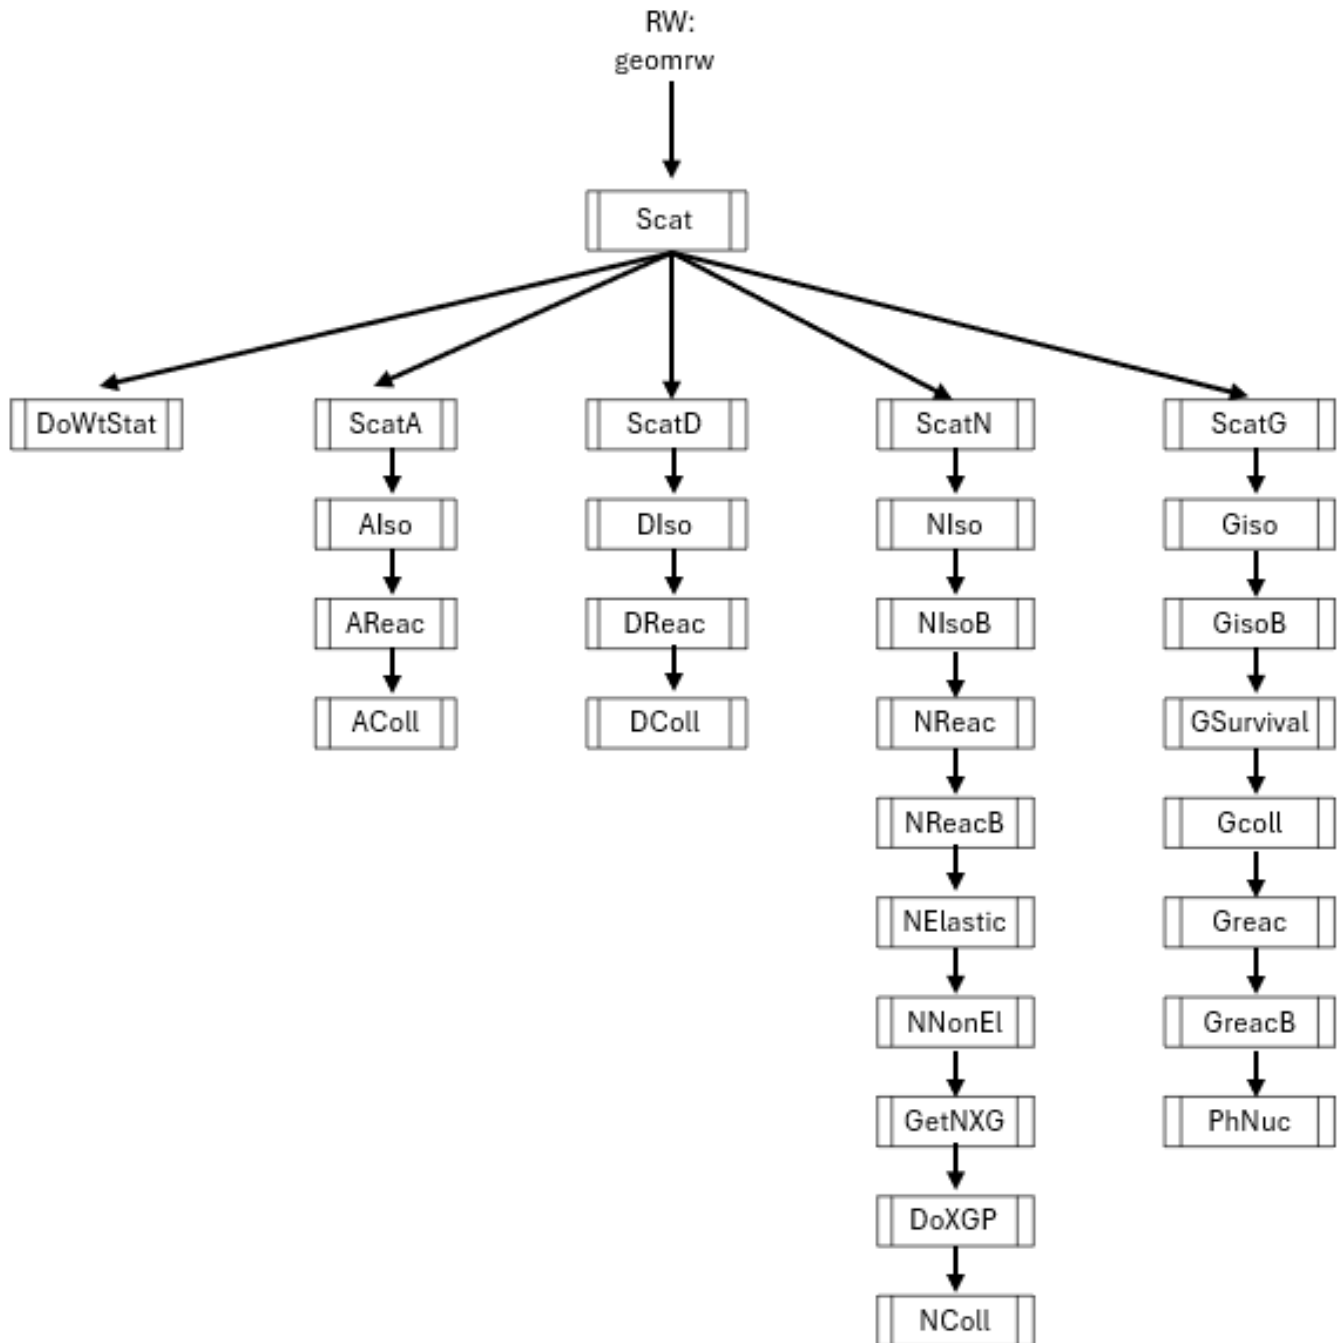 RW:
geomrw
Scat
DoWtStat
ScatA
ScatD
ScatN
ScatG
AIso
DIso
NIso
Giso
AReac
DReac
NIsoB
GisoB
AColl
DColl
NReac
GSurvival
NReacB
Gcoll
NElastic
Greac
NNonEl
GreacB
GetNXG
PhNuc
DoXGP
NColl